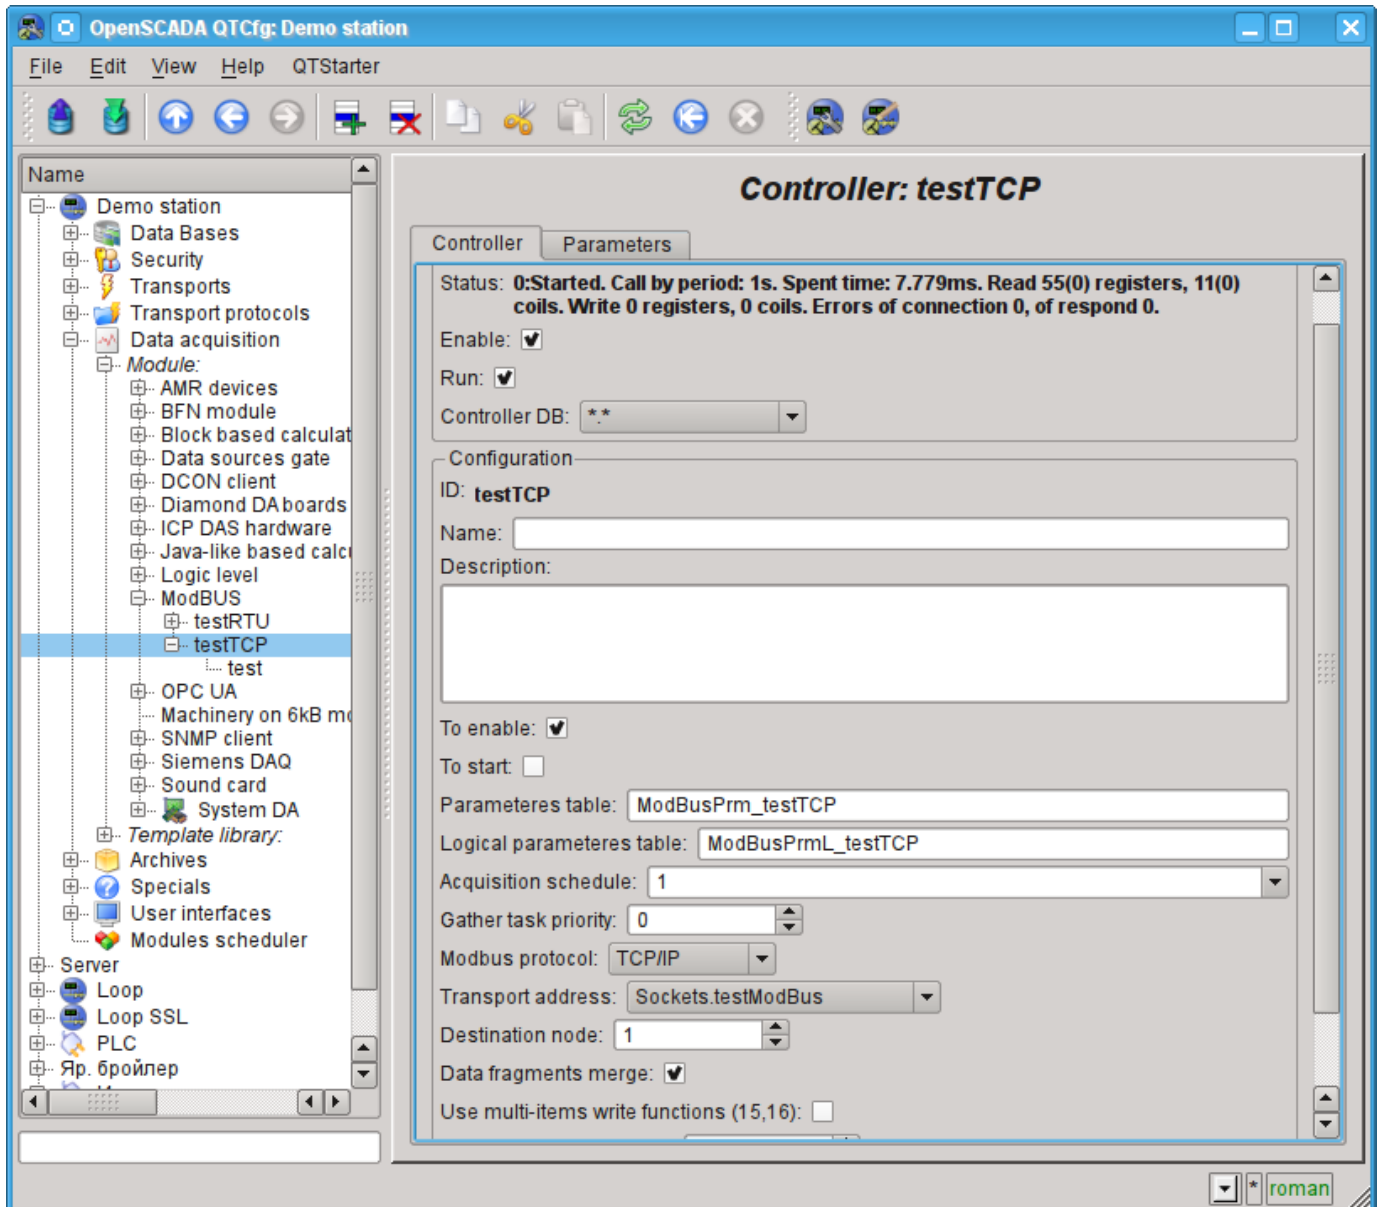 OpenSCADA QTCfg: Demo station
File Edit View Help QTStarter
Name
Demo station
Data Bases
Security
Transports
Transport protocols
Data acquisition
Module:
AMR devices
BFN module
Block based calculat
Data sources gate
DCON client
Diamond DA boards
ICP DAS hardware
Java-like based calc
Logic level
ModBUS
testRTU
testTCP
test
OPC UA
Machinery on 6kB m
SNMP client
Siemens DAQ
Sound card
System DA
Template library:
Archives
Specials
User interfaces
Modules scheduler
Server
Loop
Loop SSL
PLC
Яр. бройлер
Controller: testTCP
Controller Parameters
Status: 0:Started. Call by period: 1s. Spent time: 7.779ms. Read 55(0) registers, 11(0)
coils. Write 0 registers, 0 coils. Errors of connection 0, of respond 0.
Enable:
Run:
Controller DB: *.*
Configuration
ID: testTCP
Name:
Description:
To enable:
To start:
Parameteres table: ModBusPrm_testTCP
Logical parameteres table: ModBusPrmL_testTCP
Acquisition schedule: 1
Gather task priority: 0
Modbus protocol: TCP/IP
Transport address: Sockets.testModBus
Destination node: 1
Data fragments merge:
Use multi-items write functions (15,16):
* roman